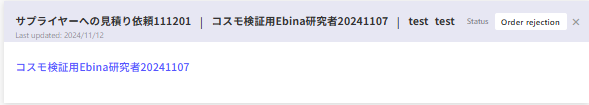 サプライヤーへの見積り依頼111201 | コスモ検証用Ebina研究者20241107 | test test Status Order rejection ×
Last updated: 2024/11/12
コスモ検証用Ebina研究者20241107